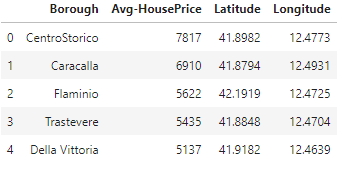 Borough Avg-HousePrice Latitude Longitude
0 CentroStorico 7817 41.8982 12.4773
1 Caracalla 6910 41.8794 12.4931
2 Flaminio 5622 42.1919 12.4725
3 Trastevere 5435 41.8848 12.4704
4 Della Vittoria 5137 41.9182 12.4639